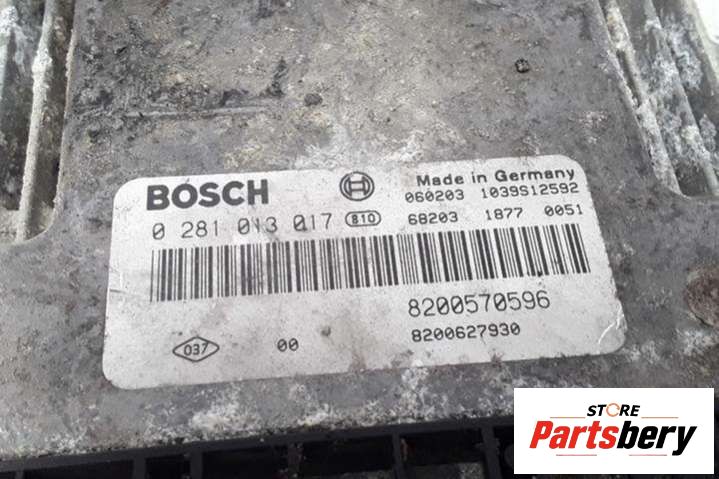 BOSCH
Made in Germany
060203 1039S12592
0 281 013 017 810 68203 1877 0051
8200570596
037 00 8200627930
STORE
Partsbery